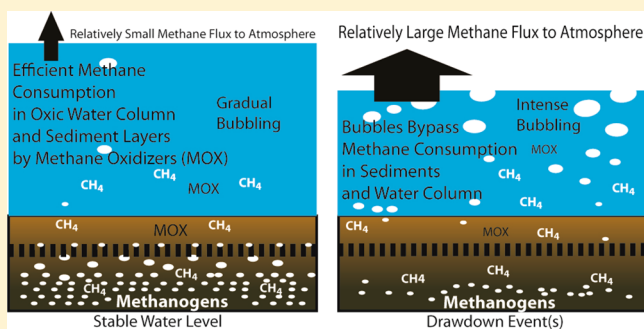 Relatively Small Methane Flux to Atmosphere
Efficient Methane
Consumption
in Oxic Water Column
and Sediment Layers
by Methane Oxidizers (MOX)
Gradual
Bubbling
CH4
CH4
MOX
CH4
CH4
MOX
CH4
CH4
CH4
CH4
Methanogens
Stable Water Level
Relatively Large Methane Flux to Atmosphere
Intense
Bubbling
Bubbles Bypass
Methane Consumption
in Sediments
and Water Column
MOX
CH4
CH4
CH4
CH4
CH4
MOX
CH4
CH4
CH4
Methanogens
Drawdown Event(s)